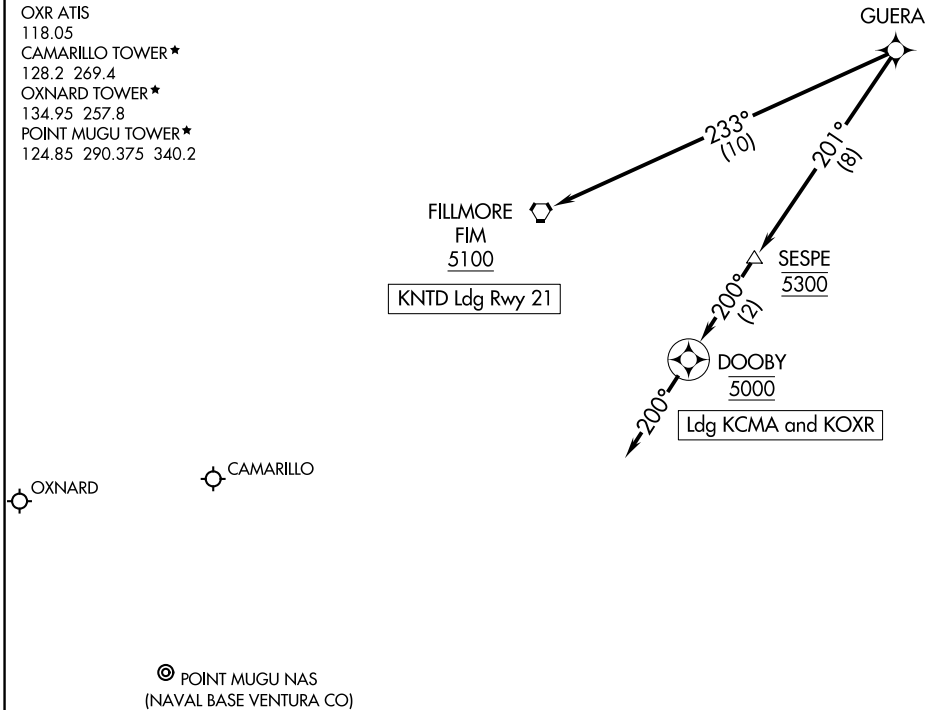 OXR ATIS
118.05
CAMARILLO TOWER★
128.2 269.4
OXNARD TOWER★
134.95 257.8
POINT MUGU TOWER★
124.85 290.375 340.2
GUERA
233°
(10)
201°
(8)
FILLMORE
FIM
5100
KNTD Ldg Rwy 21
SESPE
5300
200°
(2)
DOOBY
5000
200°
Ldg KCMA and KOXR
CAMARILLO
OXNARD
POINT MUGU NAS
(NAVAL BASE VENTURA CO)